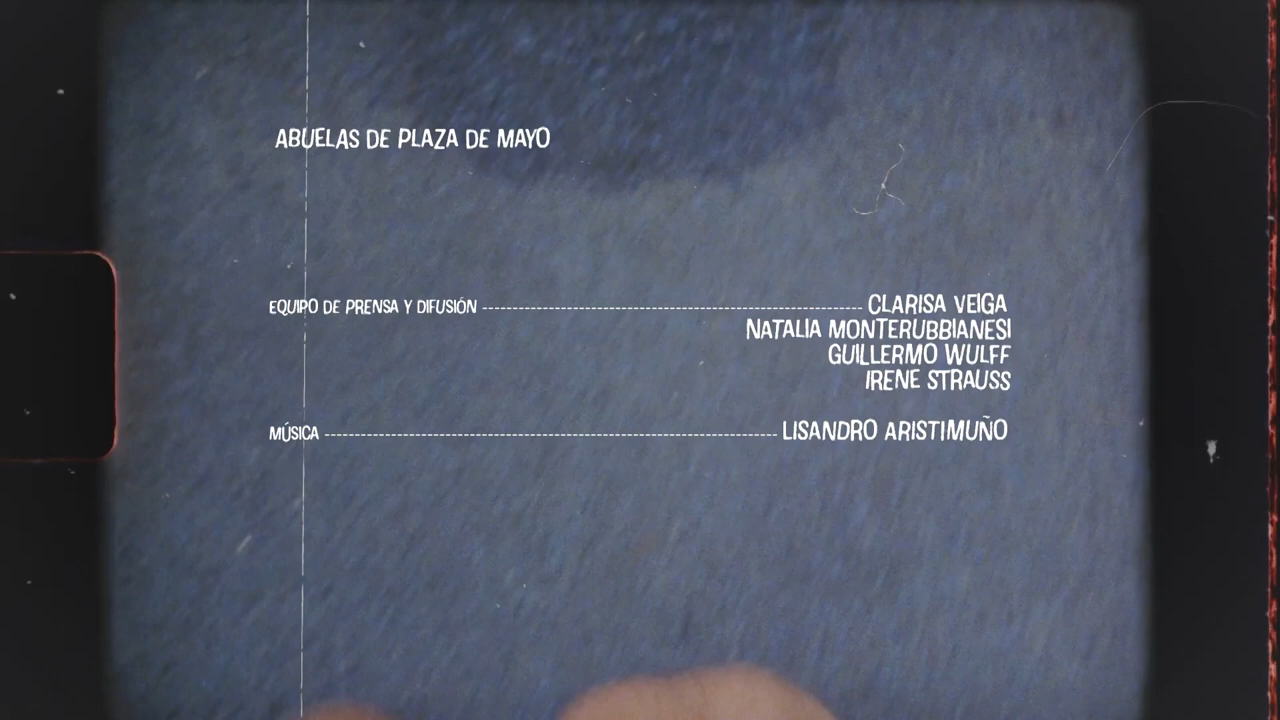 ABUELAS DE PLAZA DE MAYO
EQUIPO DE PRENSA Y DIFUSIÓN ---------------------------------------------------------------- CLARISA VEIGA
NATALIA MONTERUBBIANESI
GUILLERMO WULFF
IRENE STRAUSS
MÚSICA ---------------------------------------------------------------------------- LISANDRO ARISTIMUÑO